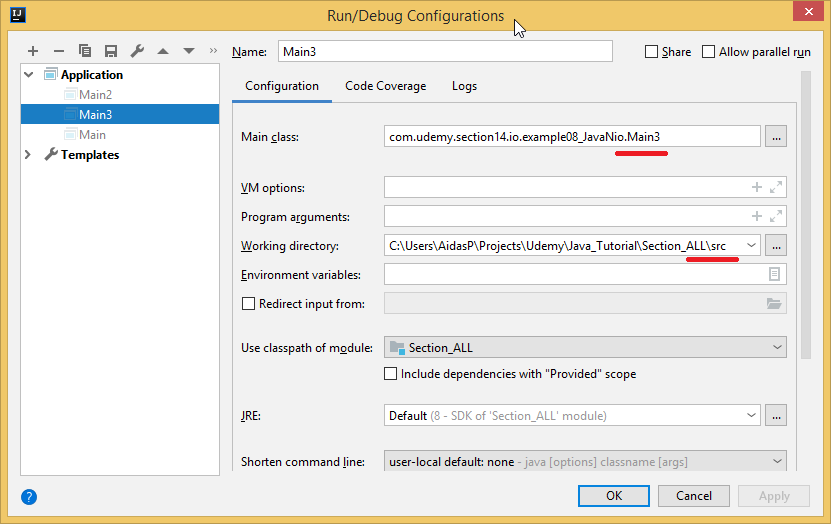 IJ Run/Debug Configurations
Name: Main3 Share Allow parallel run
Application
Main2
Main3
Main
Templates
Configuration Code Coverage Logs
Main class: com.udemy.section14.io.example08_JavaNio.Main3 ...
VM options:
Program arguments:
Working directory: C:\Users\AidasP\Projects\Udemy\Java_Tutorial\Section_ALL\src ...
Environment variables:
Redirect input from:
Use classpath of module: Section_ALL
Include dependencies with "Provided" scope
JRE: Default (8 - SDK of 'Section_ALL' module) ...
Shorten command line: user-local default: none - java [options] classname [args]
? OK Cancel Apply